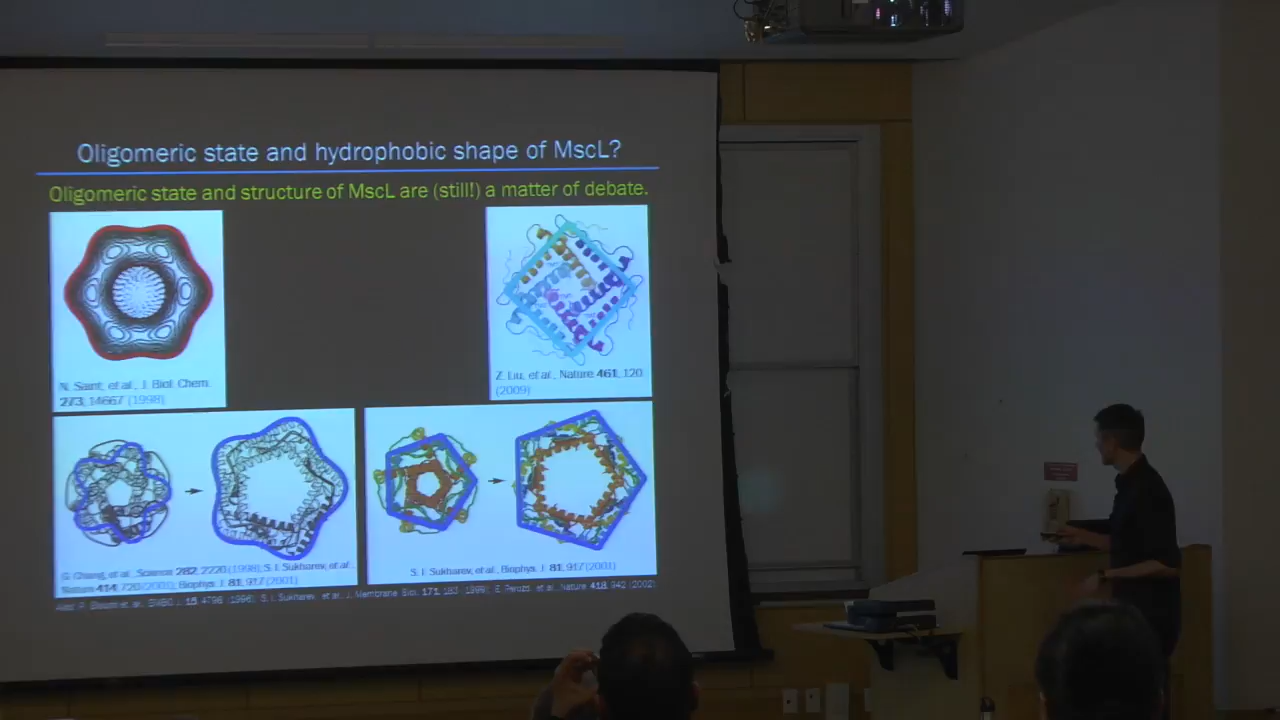 Oligomeric state and hydrophobic shape of MscL?
Oligomeric state and structure of MscL are (still!) a matter of debate.
N. Saint, et al., J. Biol. Chem.
273, 14667 (1998)
Z. Liu, et al., Nature 461, 120
(2009)
G. Chang, et al., Science 282, 2220 (1998); S. I. Sukharev, et al.,
Nature 414, 720 (2001); Biophys. J. 81, 917 (2001)
S. I. Sukharev, et al., Biophys. J. 81, 917 (2001)
et al., EMBO J. 15, 4798 (1996); S. I. Sukharev, et al., J. Membrane Biol. 171, 183 (1999); E. Perozo, et al., Nature 418, 942 (2002)